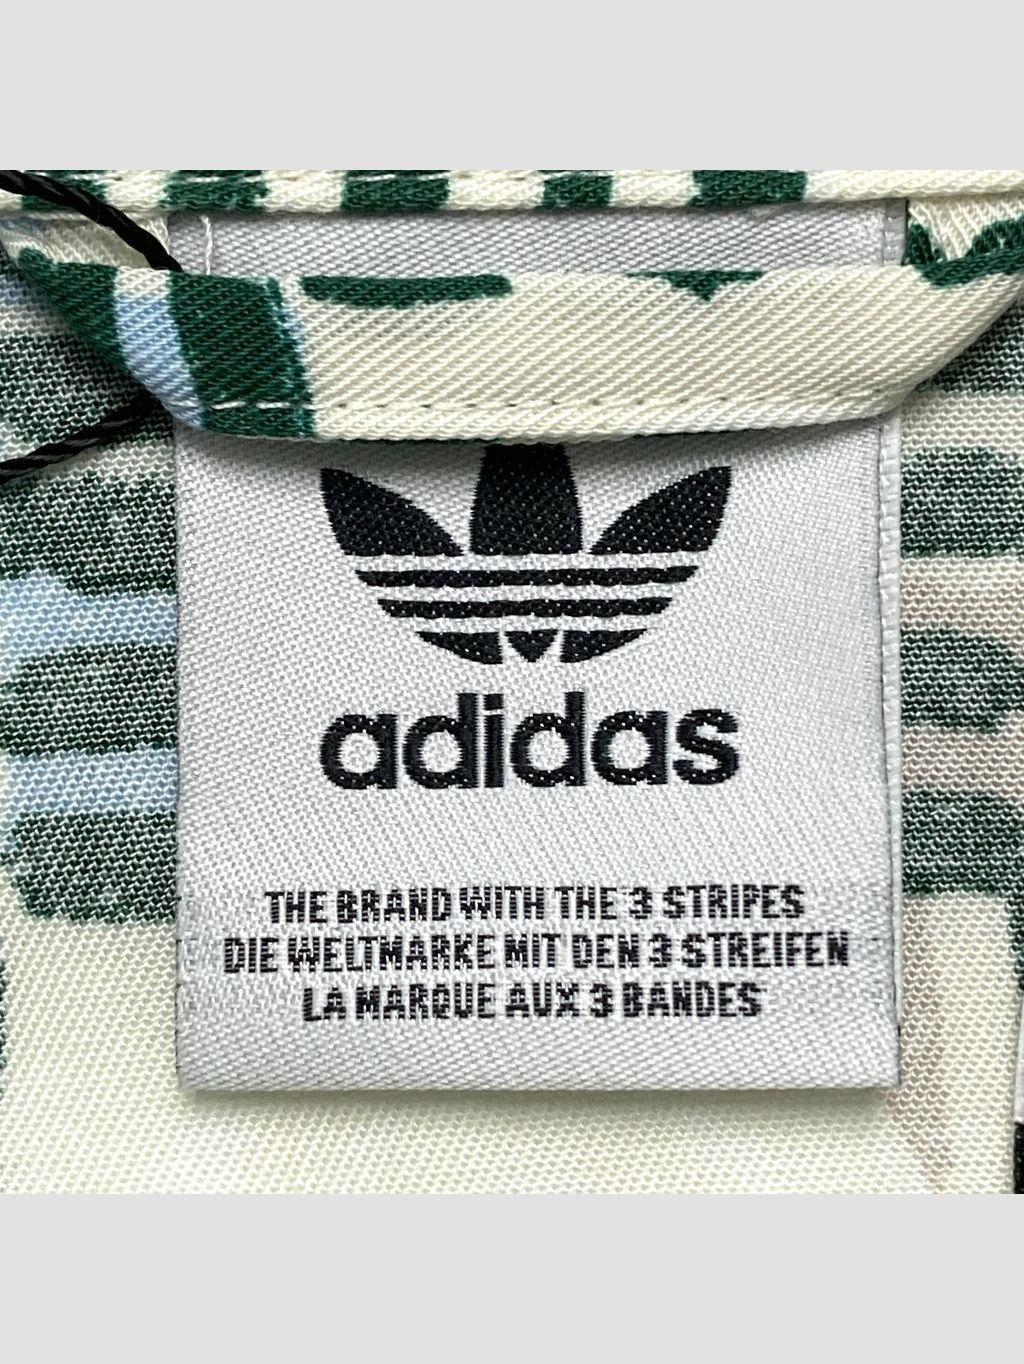 adidas
THE BRAND WITH THE 3 STRIPES
DIE WELTMARKE MIT DEN 3 STREIFEN
LA MARQUE AUX 3 BANDES